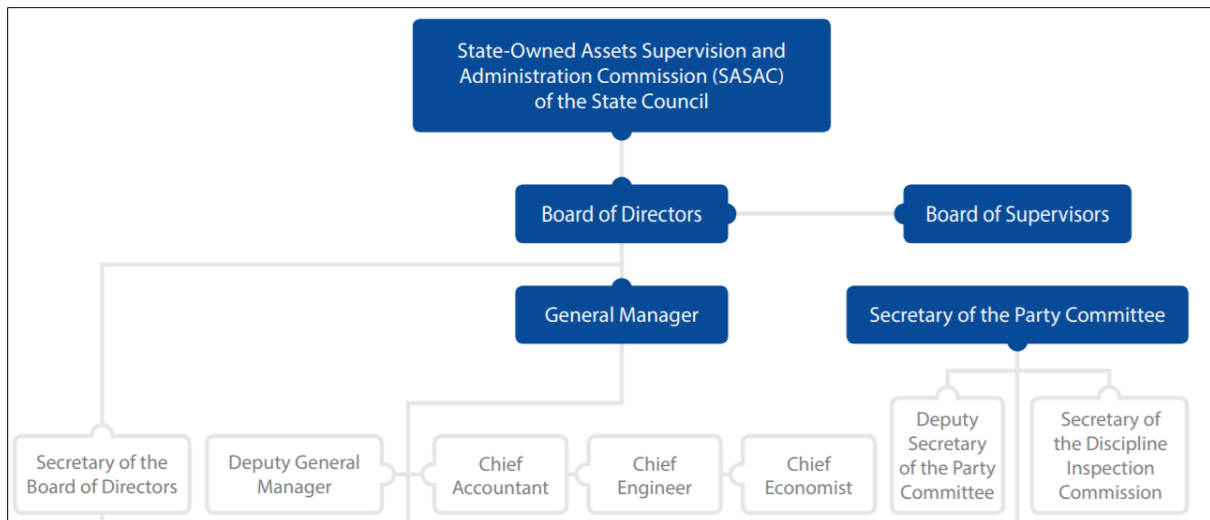 State-Owned Assets Supervision and
Administration Commission (SASAC)
of the State Council
Board of Directors
Board of Supervisors
General Manager
Secretary of the Party Committee
Secretary of the
Board of Directors
Deputy General
Manager
Chief
Accountant
Chief
Engineer
Chief
Economist
Deputy
Secretary
of the Party
Committee
Secretary of
the Discipline
Inspection
Commission